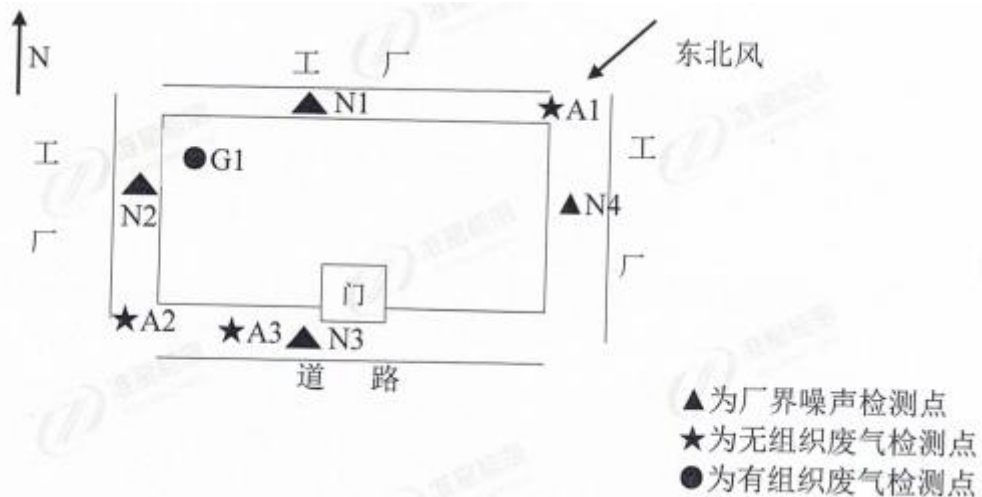 N
工 厂
东北风
N1
A1
工
厂
G1
工
厂
N2
N4
门
A2
A3
N3
道 路
▲为厂界噪声检测点
★为无组织废气检测点
●为有组织废气检测点